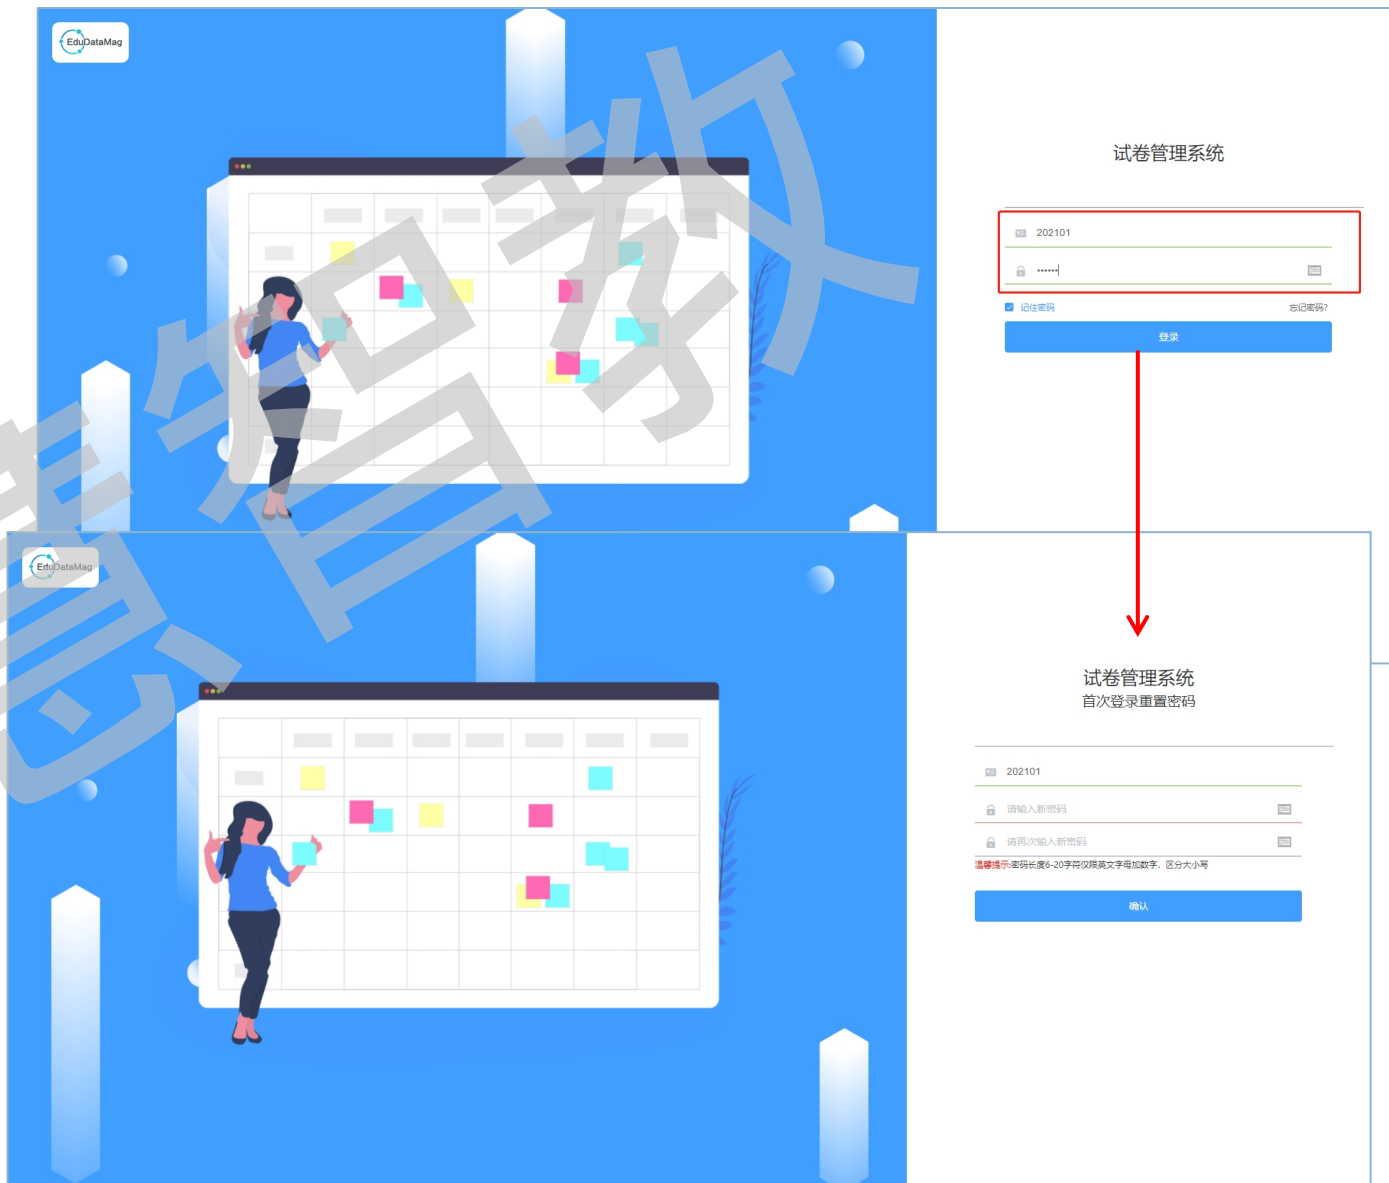 EduDataMag
试卷管理系统
202101
••••••
记住密码
忘记密码?
登录
EduDataMag
试卷管理系统
首次登录重置密码
202101
请输入新密码
请再次输入新密码
温馨提示:密码长度6-20字符仅限英文字母加数字，区分大小写
确认
慧智教